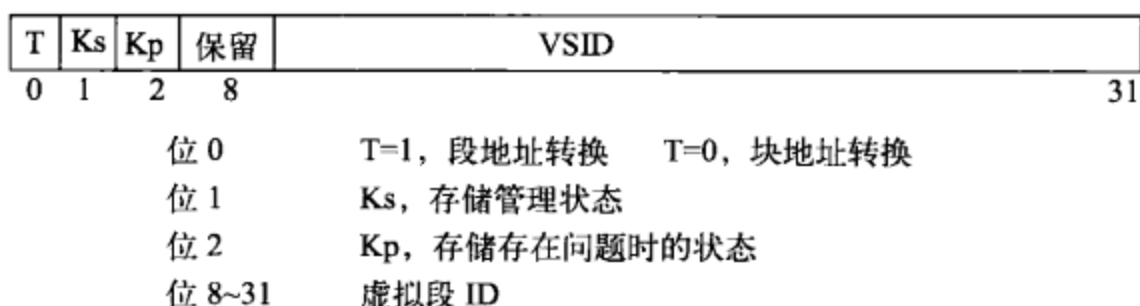 T Ks Kp 保留 VSID
0 1 2 8 31
位 0 T=1，段地址转换 T=0，块地址转换
位 1 Ks，存储管理状态
位 2 Kp，存储存在问题时的状态
位 8~31 虚拟段 ID